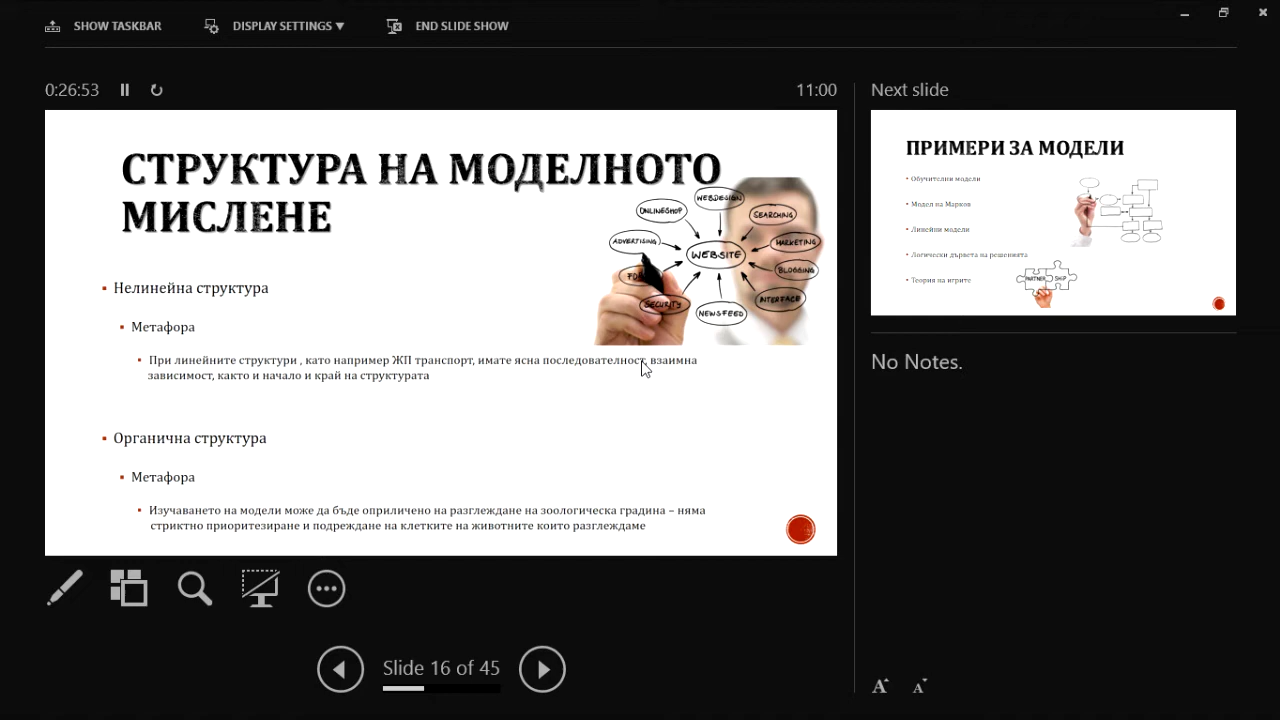 SHOW TASKBAR
DISPLAY SETTINGS ▼
END SLIDE SHOW
0:26:53
11:00
СТРУКТУРА НА МОДЕЛНОТО
МИСЛЕНЕ
WEBDESIGN
ONLINESHOP
SEARCHING
ADVERTISING
MARKETING
WEBSITE
BLOGGING
SECURITY
INTERFACE
NEWSFEED
▪ Нелинейна структура
▪ Метафора
▪ При линейните структури , като например ЖП транспорт, имате ясна последователност, взаимна
зависимост, както и начало и край на структурата
▪ Органична структура
▪ Метафора
▪ Изучаването на модели може да бъде оприличено на разглеждане на зоологическа градина – няма
стриктно приоритезиране и подреждане на клетките на животните които разглеждаме
Slide 16 of 45
Next slide
ПРИМЕРИ ЗА МОДЕЛИ
▪ Обучителни модели
▪ Модел на Марков
▪ Линейни модели
▪ Логически дървета на решенията
▪ Теория на игрите
PARTNER SHIP
No Notes.
A A